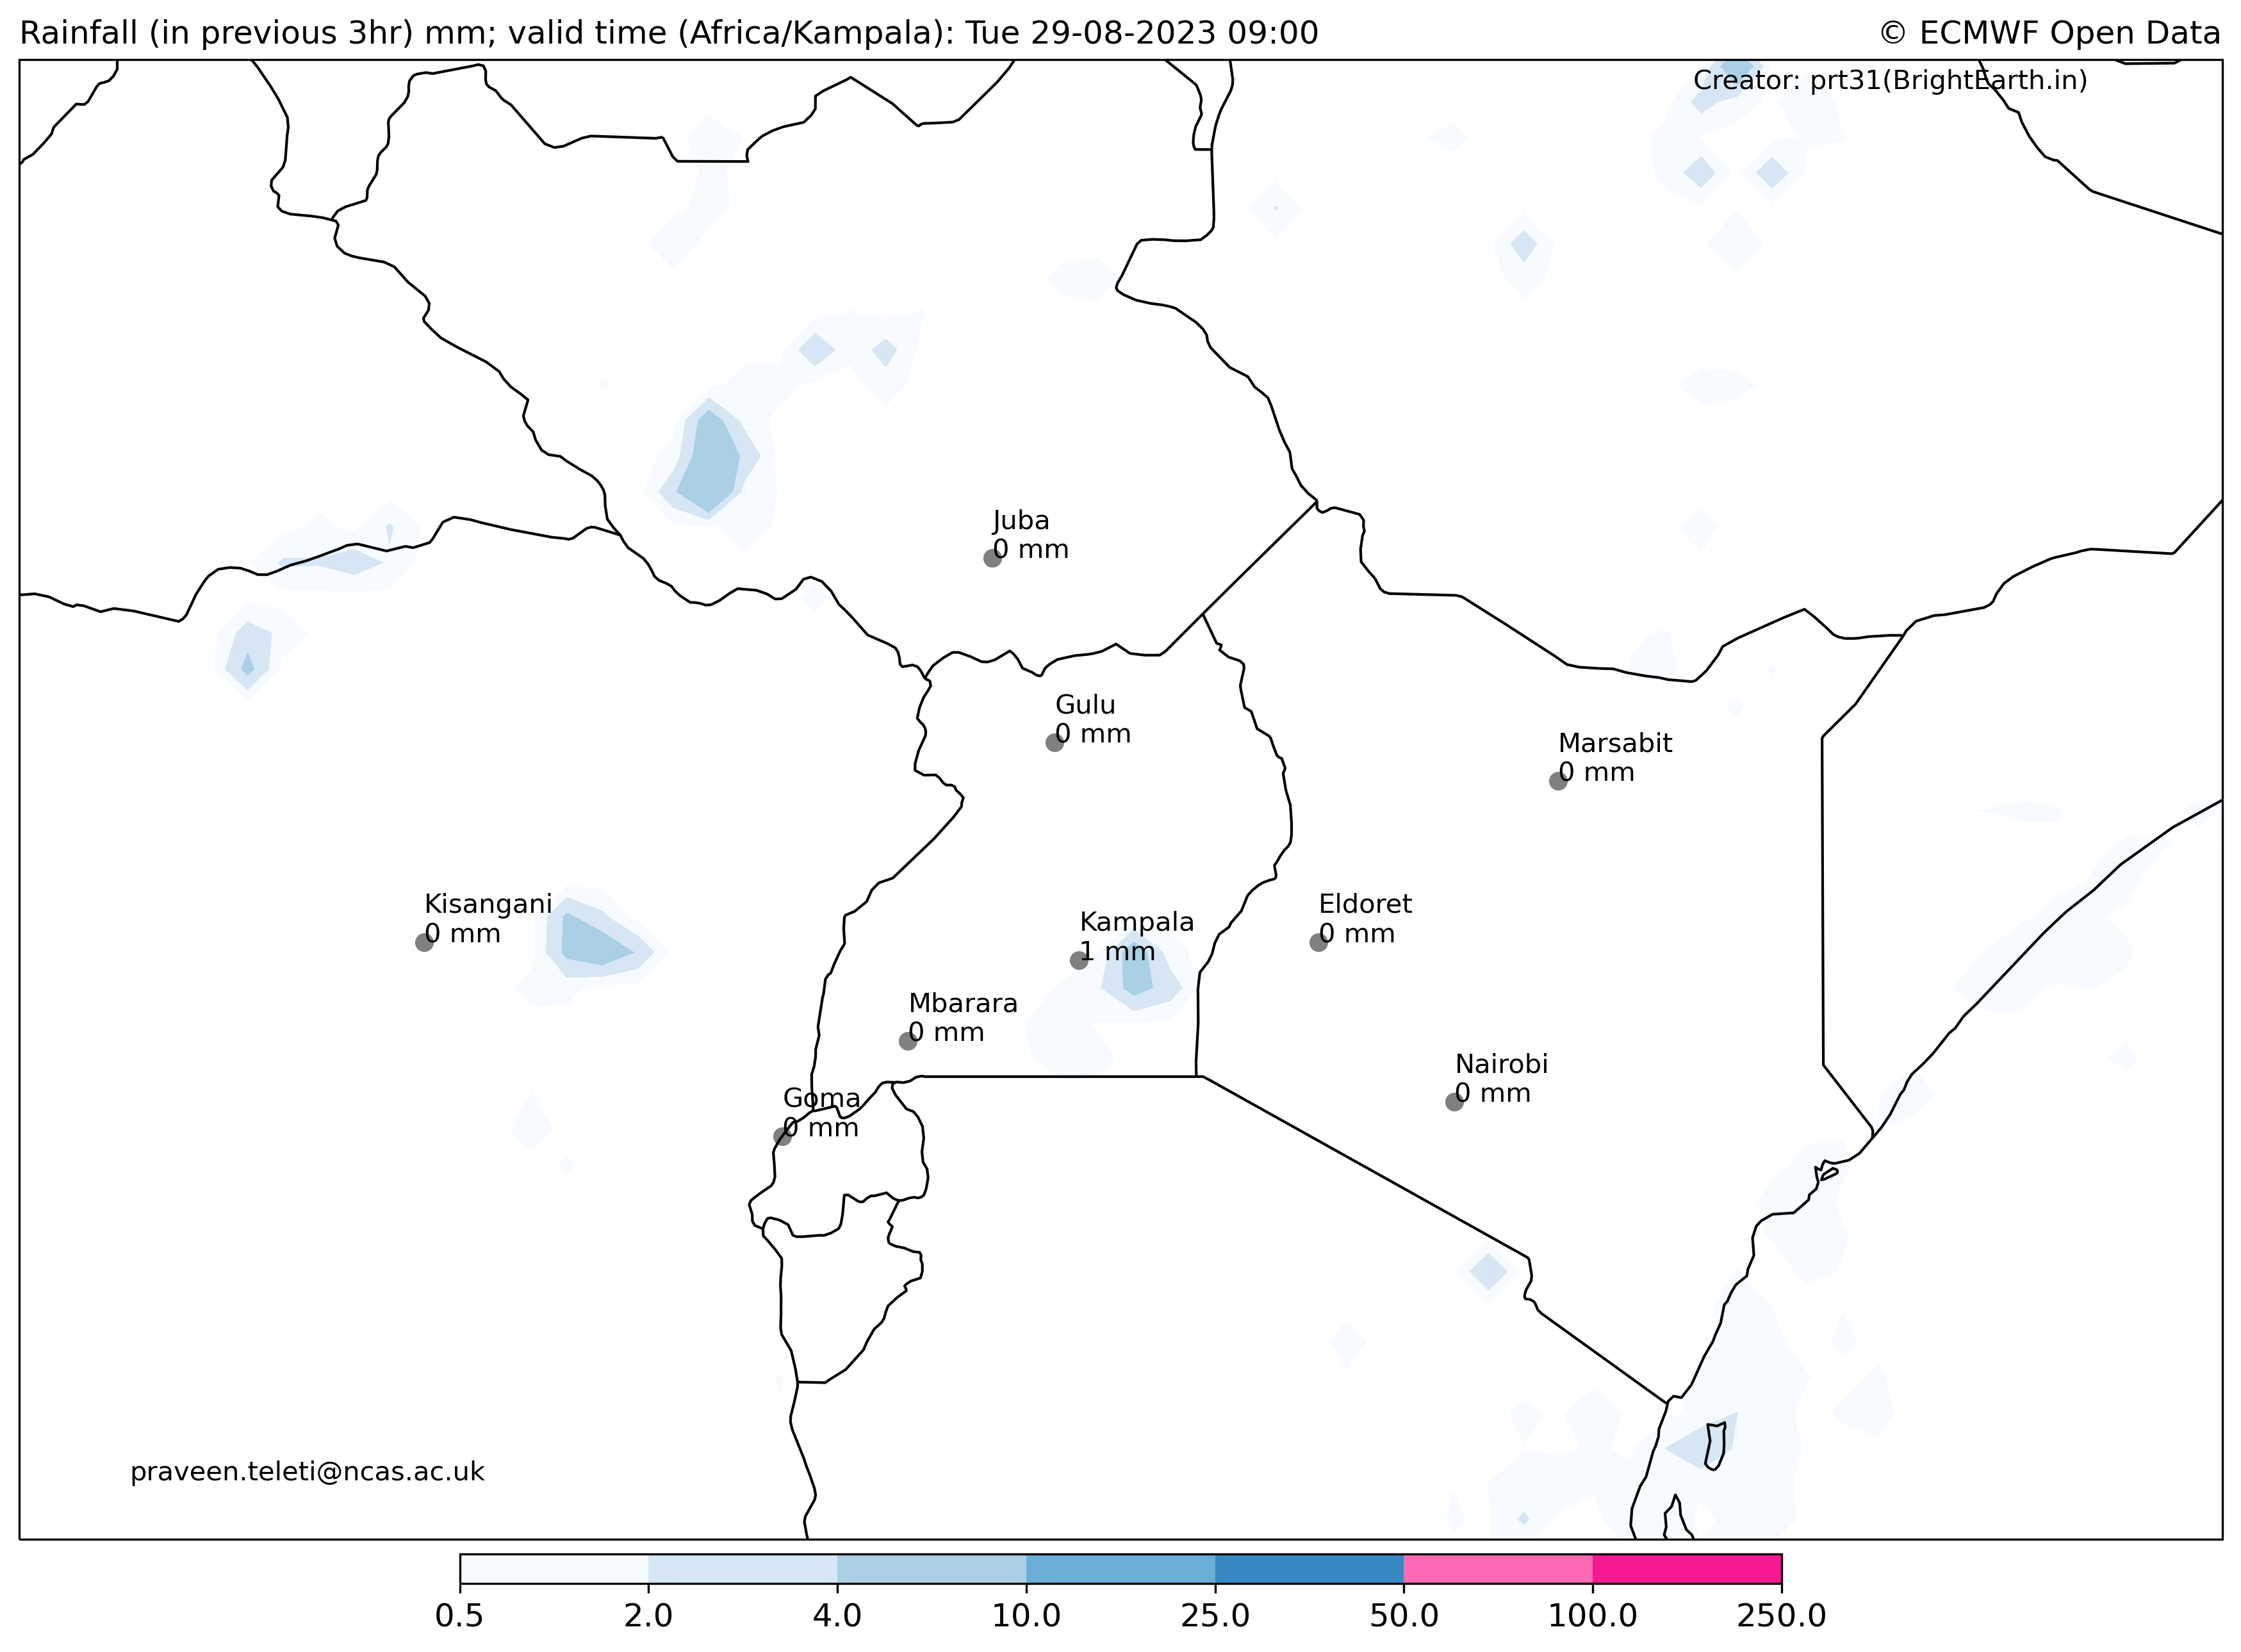 Rainfall (in previous 3hr) mm; valid time (Africa/Kampala): Tue 29-08-2023 09:00
© ECMWF Open Data
Creator: prt31(BrightEarth.in)
Juba
0 mm
Gulu
0 mm
Marsabit
0 mm
Kisangani
0 mm
Kampala
1 mm
Eldoret
0 mm
Mbarara
0 mm
Nairobi
0 mm
Goma
0 mm
praveen.teleti@ncas.ac.uk
0.5 2.0 4.0 10.0 25.0 50.0 100.0 250.0